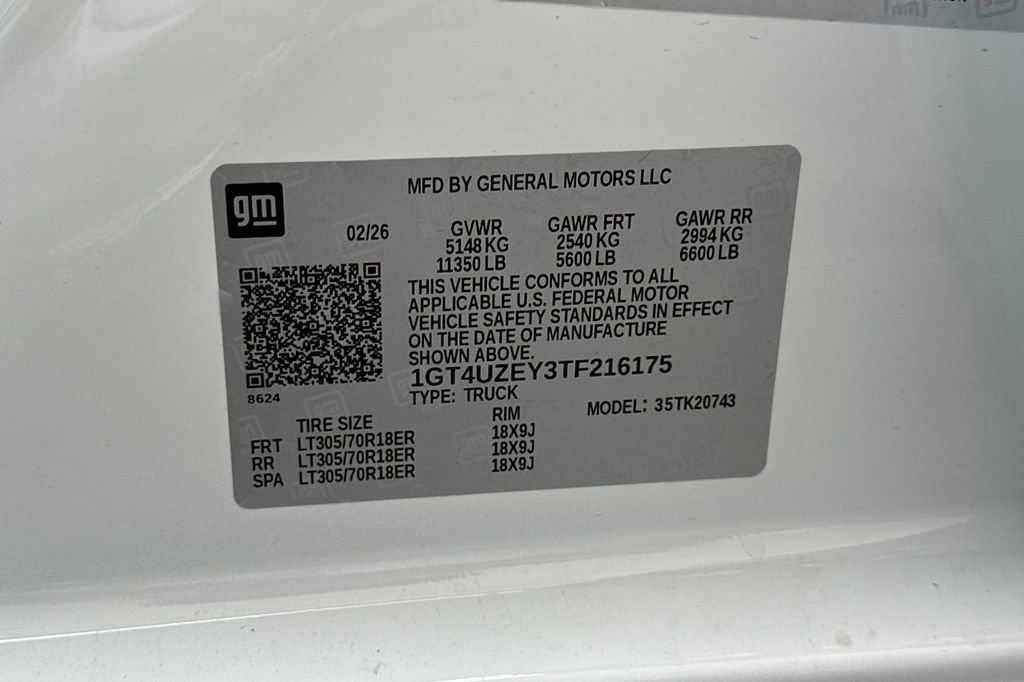 gm
MFD BY GENERAL MOTORS LLC
02/26 GVWR GAWR FRT GAWR RR
5148 KG 2540 KG 2994 KG
11350 LB 5600 LB 6600 LB
THIS VEHICLE CONFORMS TO ALL
APPLICABLE U.S. FEDERAL MOTOR
VEHICLE SAFETY STANDARDS IN EFFECT
ON THE DATE OF MANUFACTURE
SHOWN ABOVE.
1GT4UZEY3TF216175
8624
TYPE: TRUCK MODEL: 35TK20743
TIRE SIZE RIM
FRT LT305/70R18ER 18X9J
RR LT305/70R18ER 18X9J
SPA LT305/70R18ER 18X9J